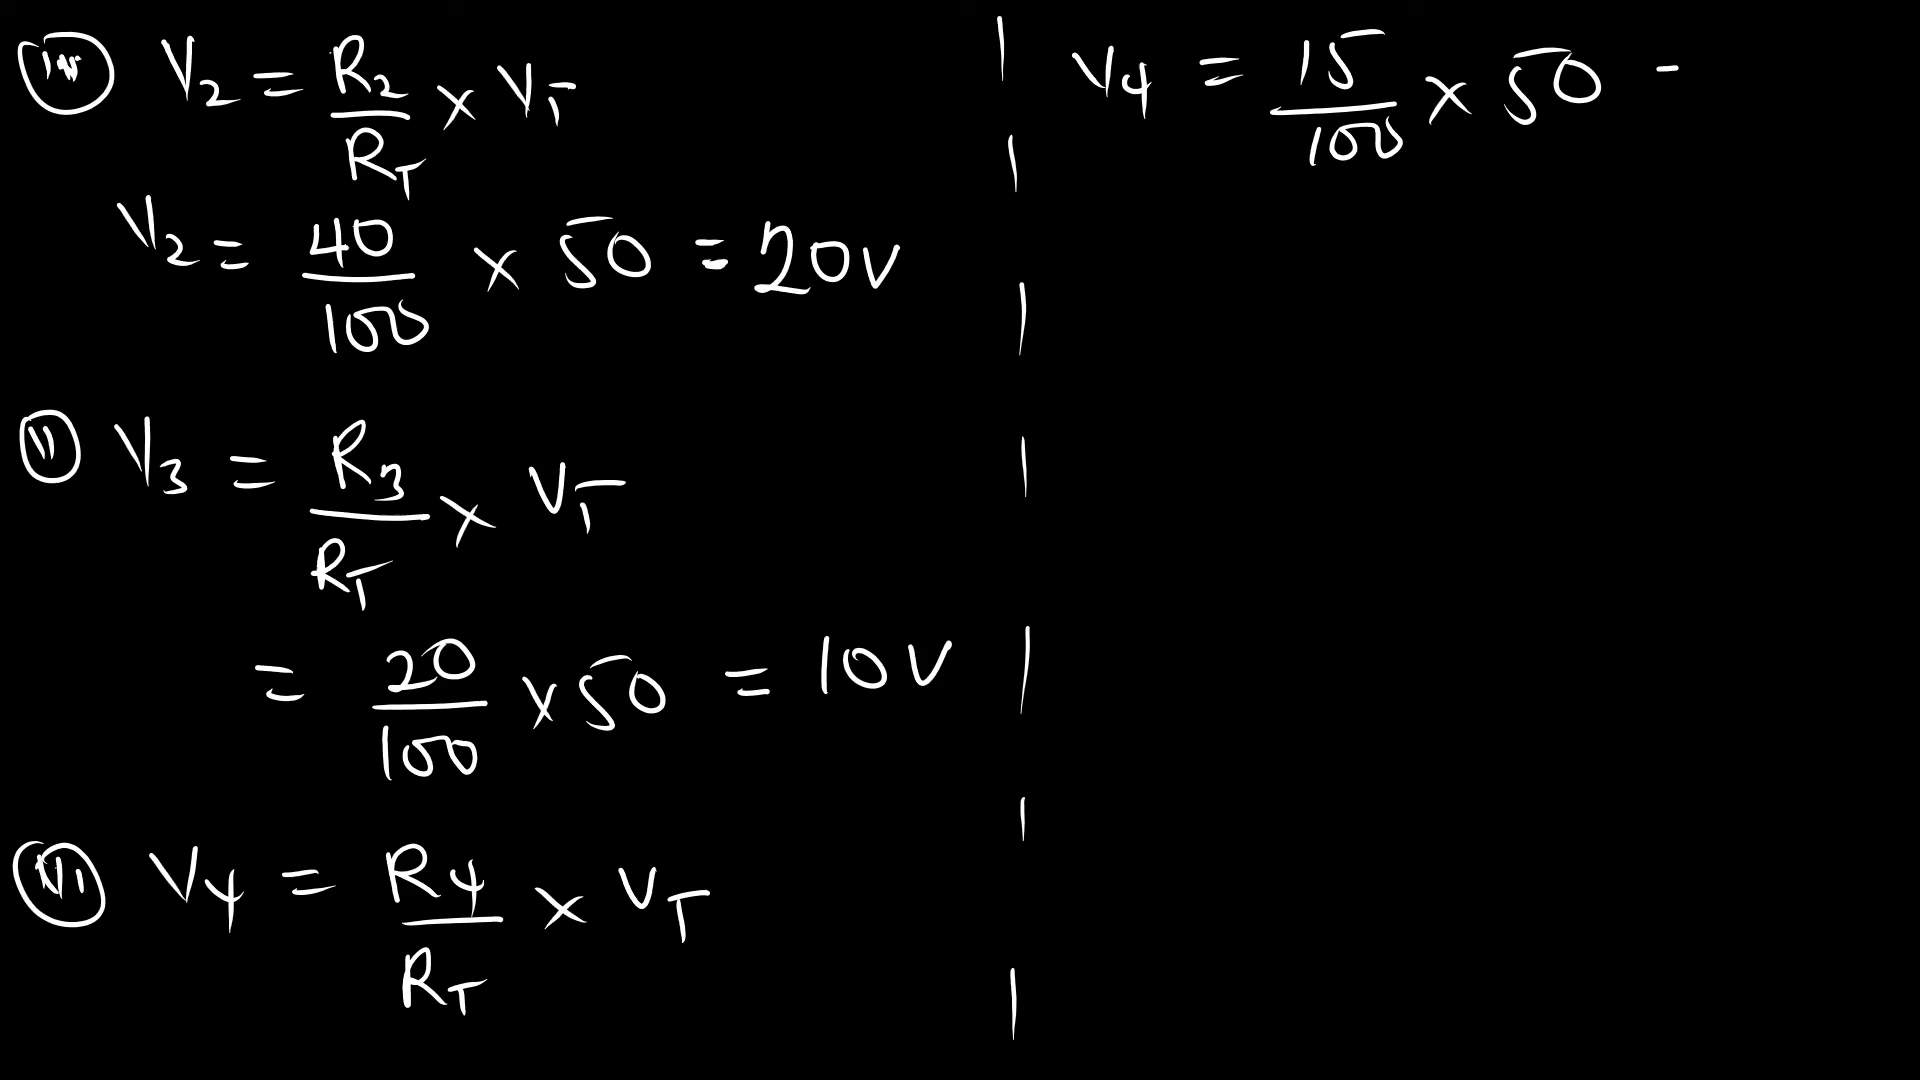 (iv) V₂ = R₂/R_T × V_T
V₂ = 40/100 × 50 = 20V
(v) V₃ = R₃/R_T × V_T
= 20/100 × 50 = 10V
(vi) V₄ = R₄/R_T × V_T
V₄ = 15/100 × 50 -